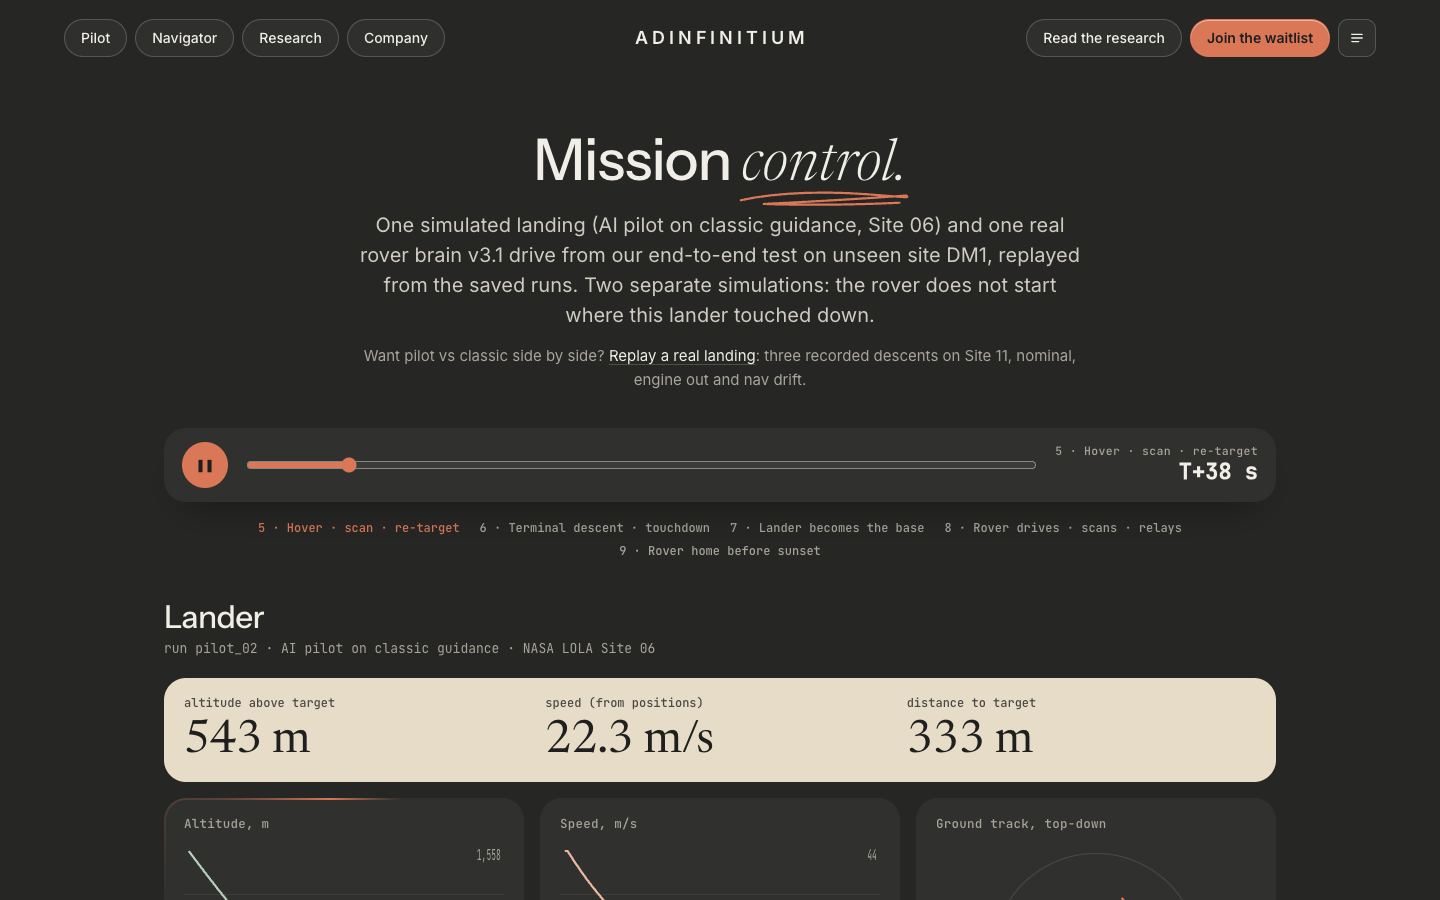 Pilot
Navigator
Research
Company
ADINFINITIUM
Read the research
Join the waitlist
Mission control.
One simulated landing (AI pilot on classic guidance, Site 06) and one real
rover brain v3.1 drive from our end-to-end test on unseen site DM1, replayed
from the saved runs. Two separate simulations: the rover does not start
where this lander touched down.
Want pilot vs classic side by side? Replay a real landing: three recorded descents on Site 11, nominal,
engine out and nav drift.
5 · Hover · scan · re-target
T+38 s
5 · Hover · scan · re-target 6 · Terminal descent · touchdown 7 · Lander becomes the base 8 · Rover drives · scans · relays
9 · Rover home before sunset
Lander
run pilot_02 · AI pilot on classic guidance · NASA LOLA Site 06
altitude above target
543 m
speed (from positions)
22.3 m/s
distance to target
333 m
Altitude, m
1,558
Speed, m/s
44
Ground track, top-down